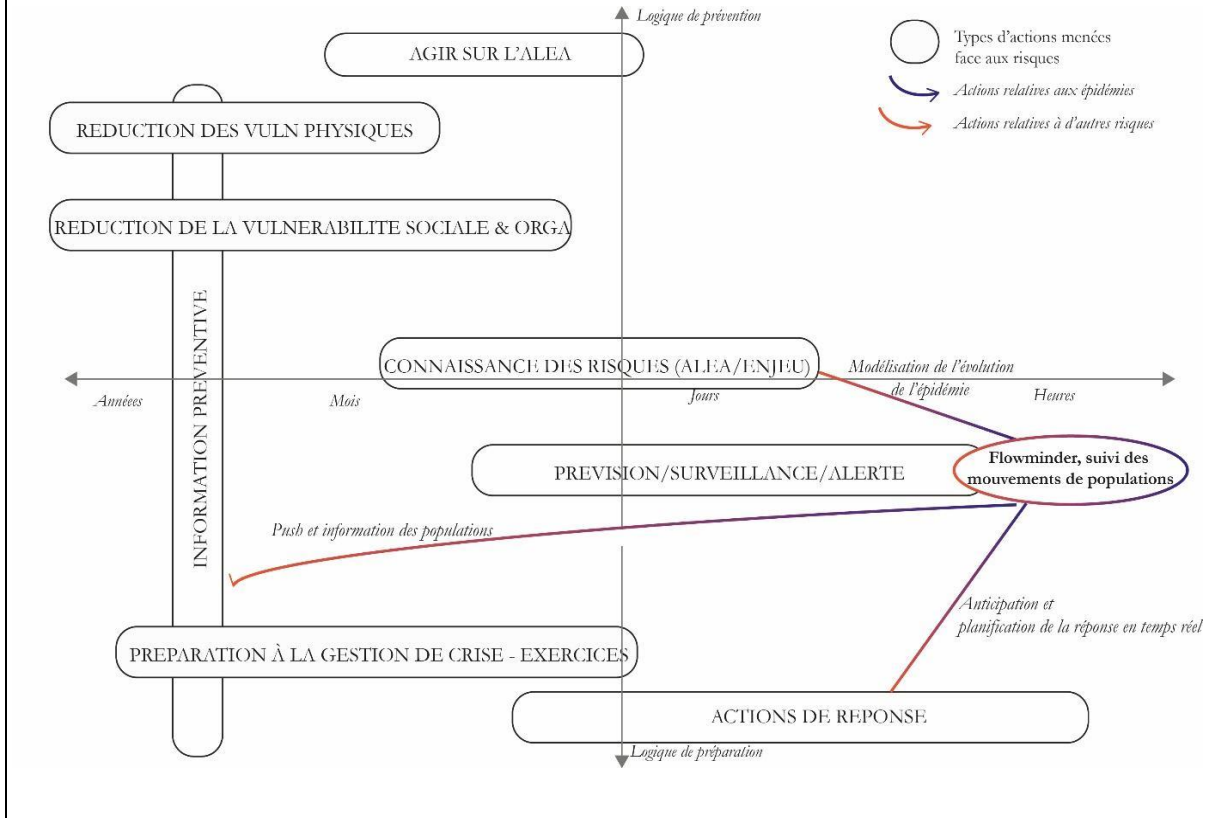 Logique de prévention
AGIR SUR L'ALEA
Types d'actions menées
face aux risques
Actions relatives aux épidémies
Actions relatives à d'autres risques
REDUCTION DES VULN PHYSIQUES
REDUCTION DE LA VULNERABILITE SOCIALE & ORGA
INFORMATION PREVENTIVE
CONNAISSANCE DES RISQUES (ALEA/ENJEU)
Modélisation de l'évolution
de l'épidémie
Annéees
Mois
Jours
Heures
PREVISION/SURVEILLANCE/ALERTE
Flowminder, suivi des
mouvements de populations
Push et information des populations
Anticipation et
planification de la réponse en temps réel
PREPARATION À LA GESTION DE CRISE - EXERCICES
ACTIONS DE REPONSE
Logique de préparation